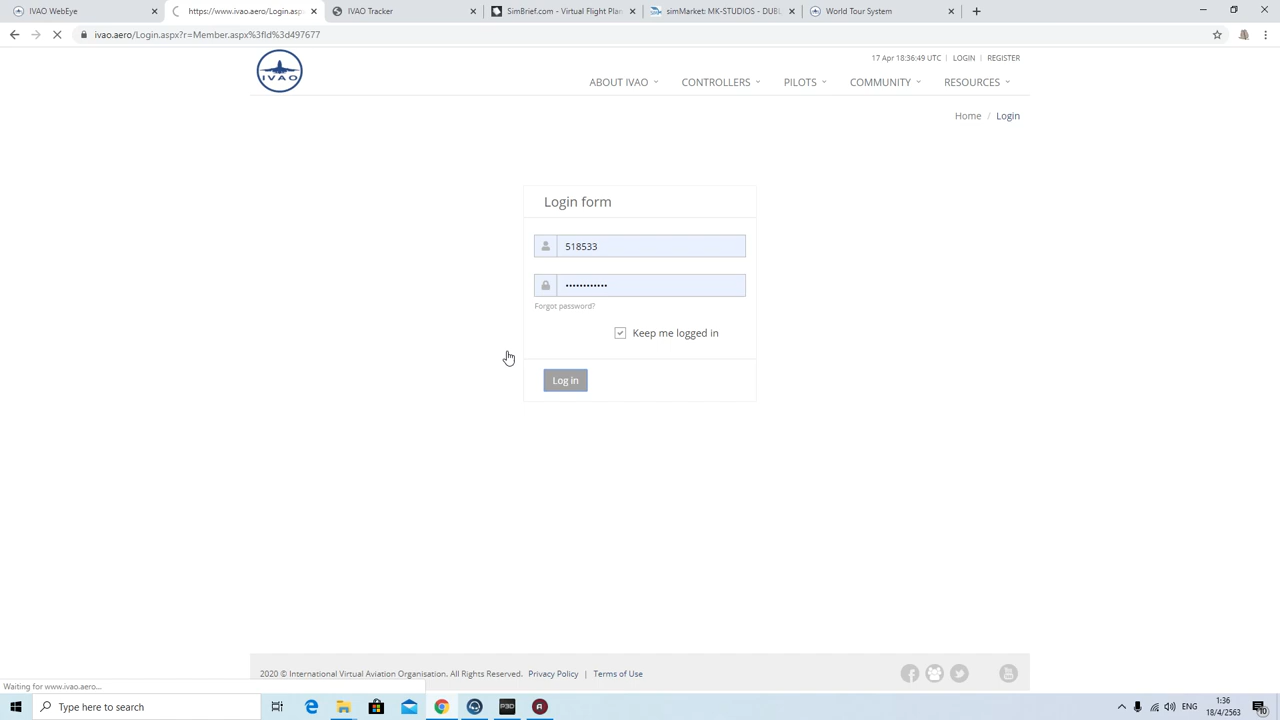 IVAO WebEye
https://www.ivao.aero/Login.asp
IVAO Tracker
SimBrief.com - Virtual Flight Plan
simMarket: MK-STUDIOS - DUBL
World Tour System
ivao.aero/Login.aspx?r=Member.aspx%3fId%3d497677
IVAO
17 Apr 18:36:49 UTC | LOGIN | REGISTER
ABOUT IVAO
CONTROLLERS
PILOTS
COMMUNITY
RESOURCES
Home / Login
Login form
518533
••••••••••••
Forgot password?
Keep me logged in
Log in
2020 © International Virtual Aviation Organisation. All Rights Reserved. Privacy Policy | Terms of Use
Waiting for www.ivao.aero...
Type here to search
P3D
ENG
1:36
18/4/2563
10